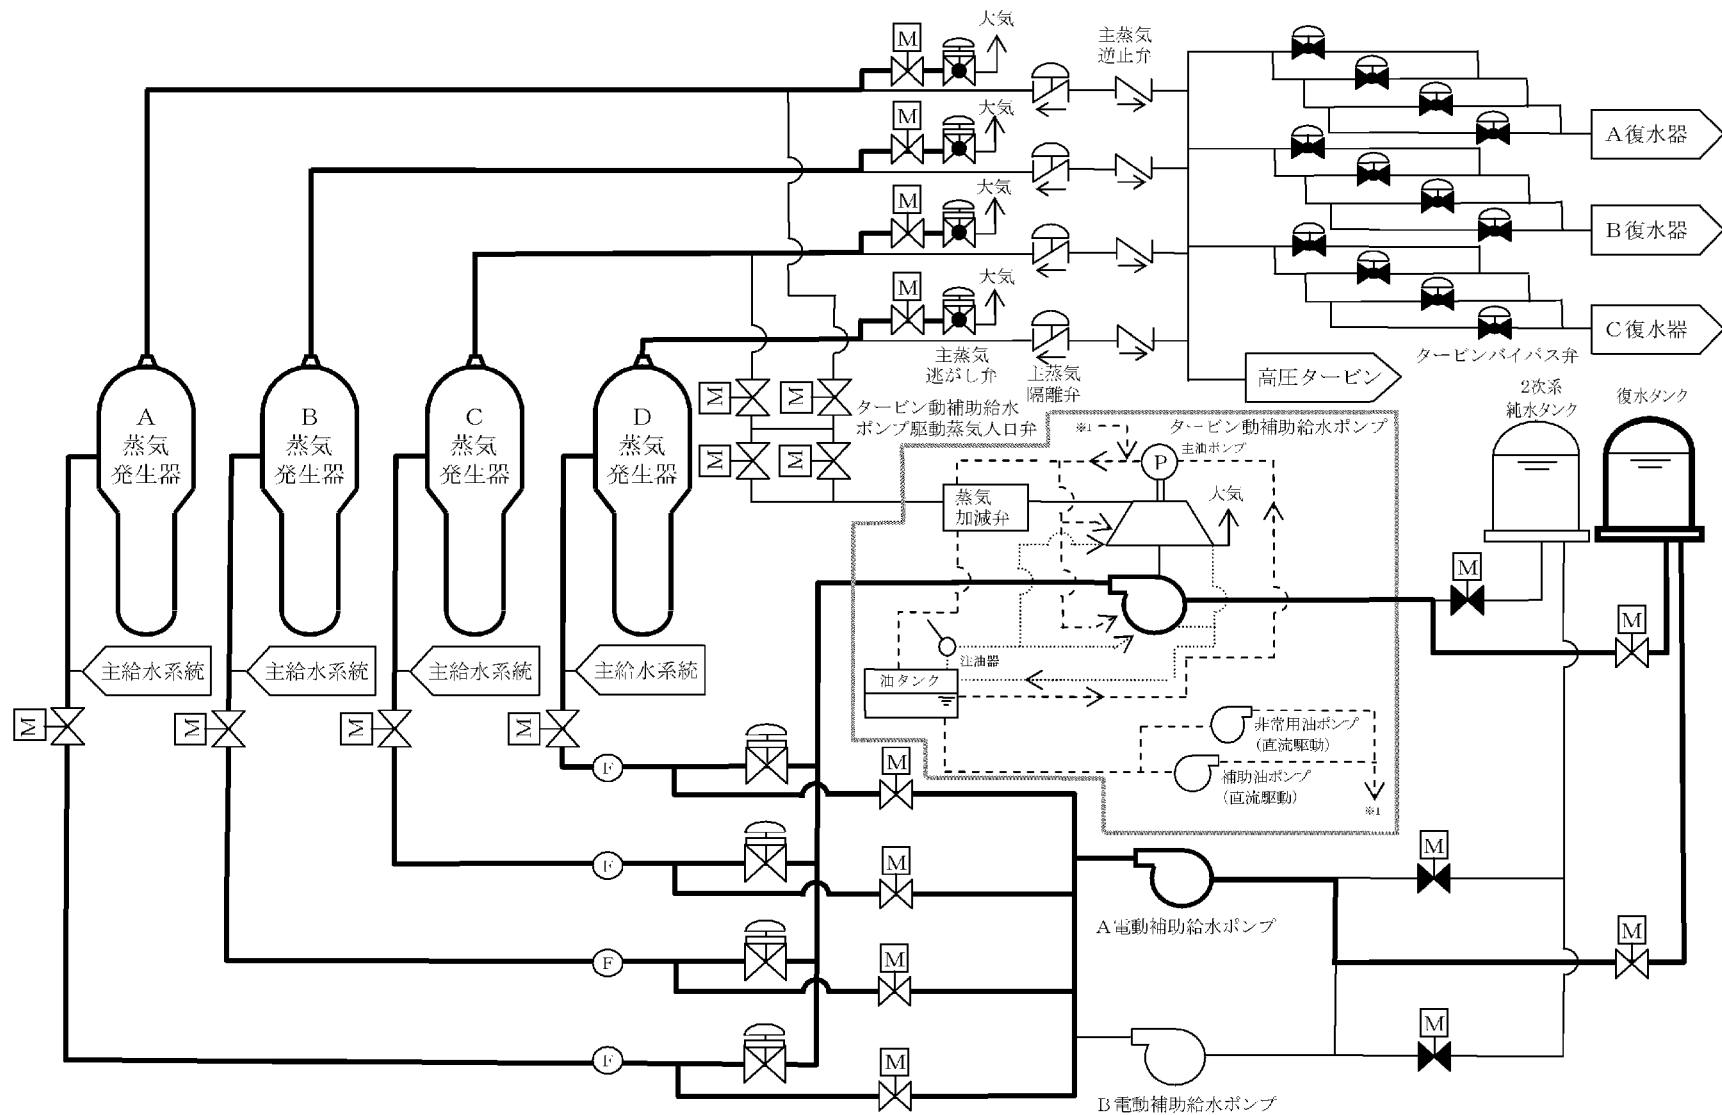 M
大気
主蒸気
逆止弁
M
大気
A復水器
M
大気
B復水器
M
大気
C復水器
主蒸気
逃がし弁
主蒸気
隔離弁
タービンバイパス弁
高圧タービン
2次系
純水タンク
復水タンク
A
蒸気
発生器
B
蒸気
発生器
C
蒸気
発生器
D
蒸気
発生器
M
M
タービン動補助給水
ポンプ駆動蒸気入口弁
M
M
※1
タービン動補助給水ポンプ
主油ポンプ
P
蒸気
加減弁
大気
M
M
主給水系統
主給水系統
主給水系統
主給水系統
注油器
油タンク
M
M
M
M
非常用油ポンプ
(直流駆動)
補助油ポンプ
(直流駆動)
※1
F
M
F
M
M
A電動補助給水ポンプ
F
M
M
F
M
M
B電動補助給水ポンプ